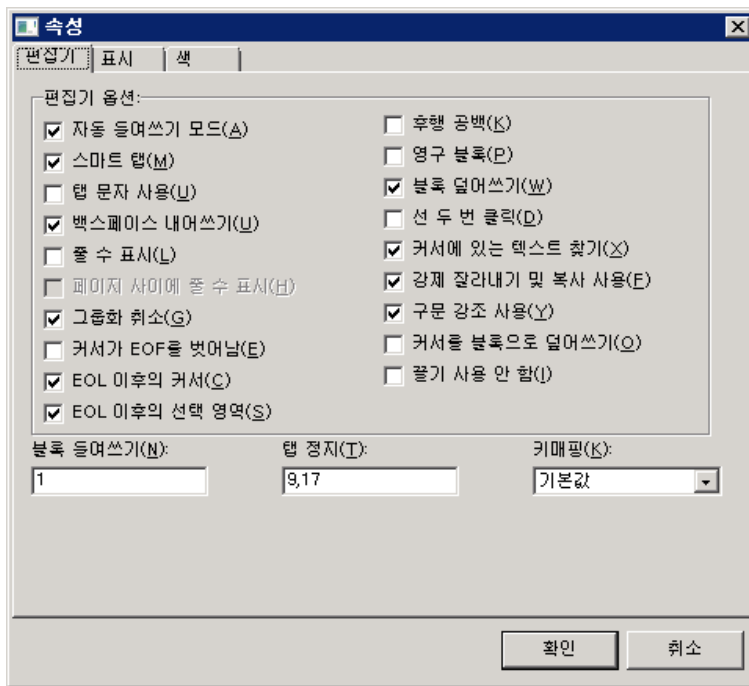 속성
편집기
표시
색
편집기 옵션:
자동 들여쓰기 모드(A)
스마트 탭(M)
탭 문자 사용(U)
백스페이스 내어쓰기(U)
줄 수 표시(L)
페이지 사이에 줄 수 표시(H)
그룹화 취소(G)
커서가 EOF를 벗어남(E)
EOL 이후의 커서(C)
EOL 이후의 선택 영역(S)
후행 공백(K)
영구 블록(P)
블록 덮어쓰기(W)
선 두 번 클릭(D)
커서에 있는 텍스트 찾기(X)
강제 잘라내기 및 복사 사용(F)
구문 강조 사용(Y)
커서를 블록으로 덮어쓰기(O)
끌기 사용 안 함(I)
블록 들여쓰기(N):
1
탭 정지(T):
9,17
키매핑(K):
기본값
확인
취소